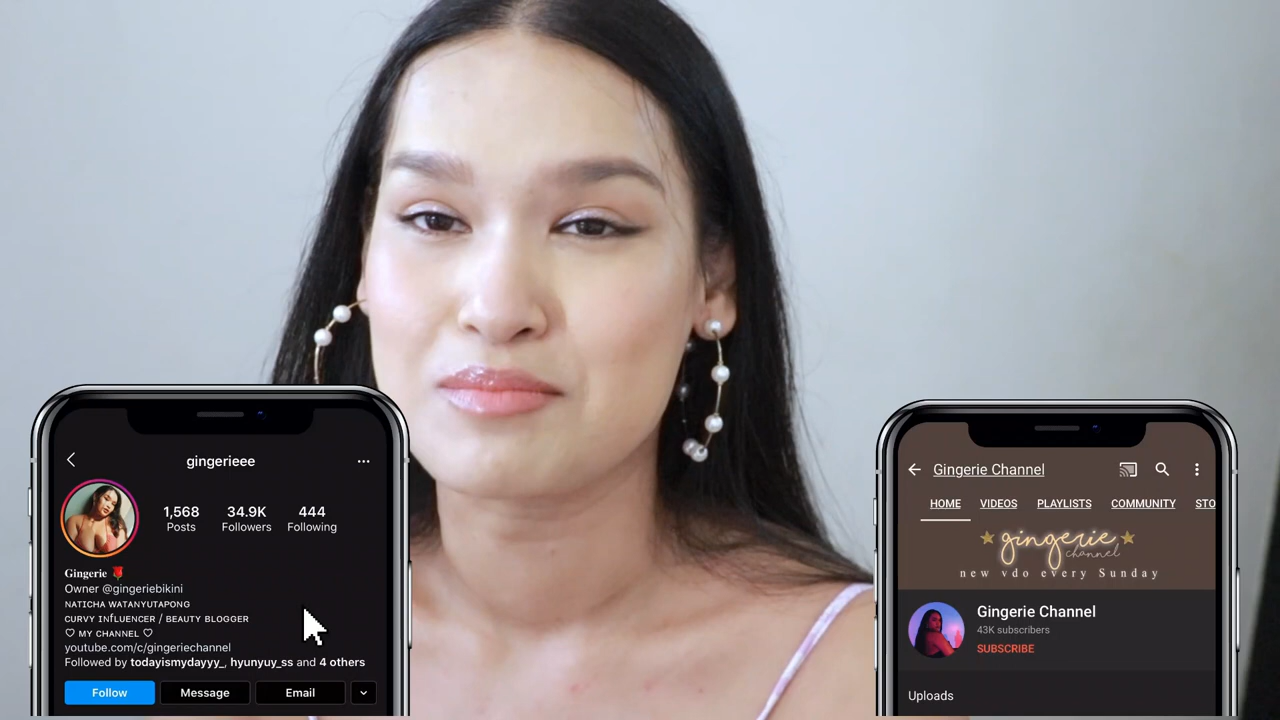 gingerieee
1,568 34.9K 444
Posts Followers Following
Gingerie 🌹
Owner @gingeriebikini
NATICHA WATANYUTAPONG
CURVY INfLUENCER / BEAUTY BLOGGER
♡ MY CHANNEL ♡
youtube.com/c/gingeriechannel
Followed by todayismydayyy_, hyunyuy_ss and 4 others
Follow Message Email
Gingerie Channel
HOME VIDEOS PLAYLISTS COMMUNITY STO
gingerie
channel
new vdo every Sunday
Gingerie Channel
43K subscribers
SUBSCRIBE
Uploads